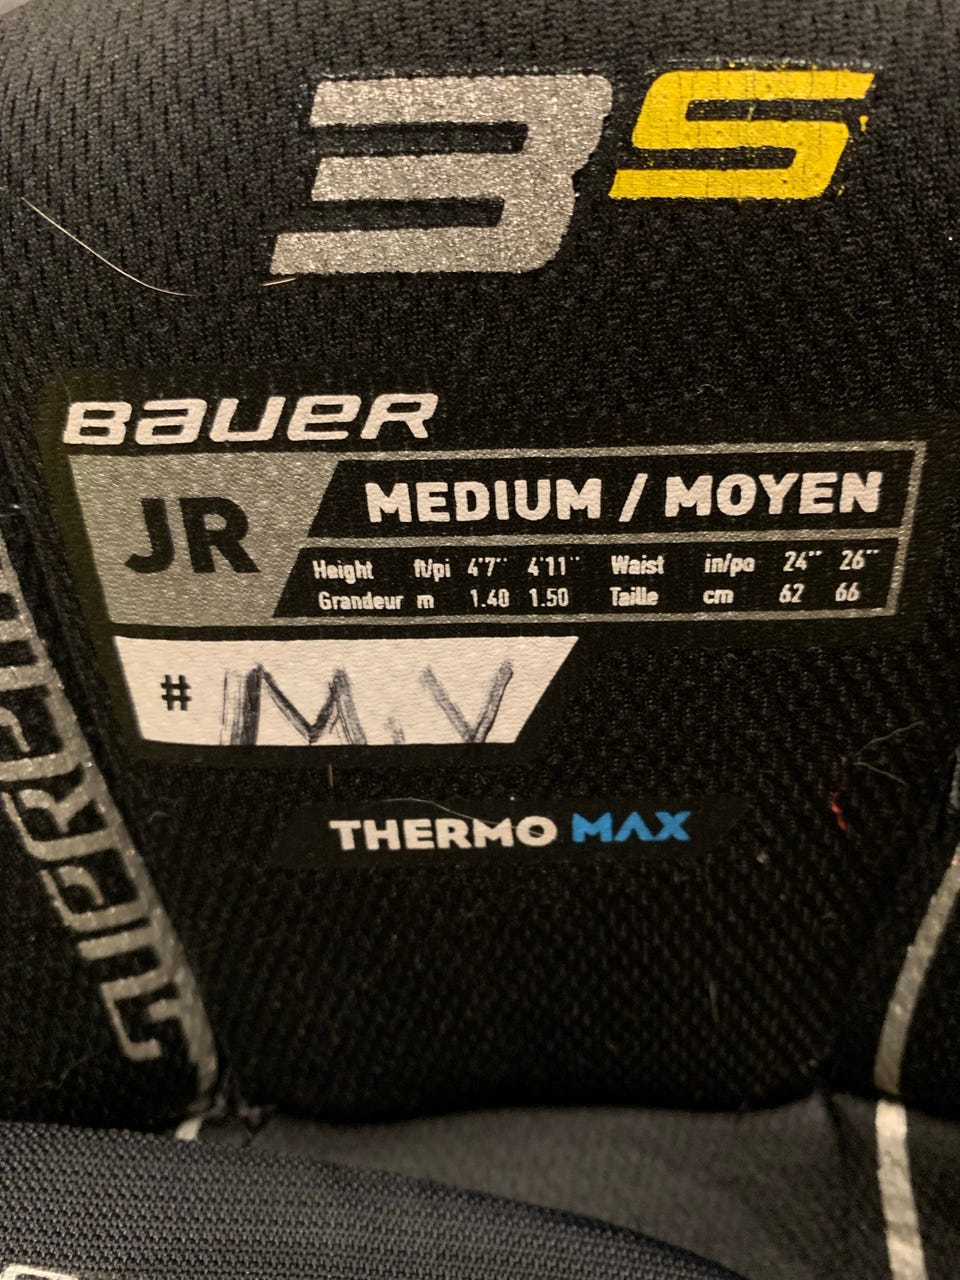 3S
BAUER
JR
MEDIUM / MOYEN
Height ft/pi 4'7'' 4'11'' Waist in/po 24'' 26''
Grandeur m 1.40 1.50 Taille cm 62 66
# M.V
THERMO MAX
SUPREM